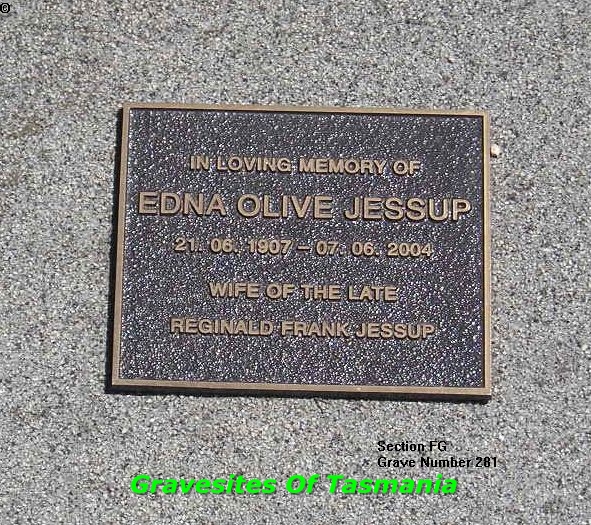 ©
IN LOVING MEMORY OF
EDNA OLIVE JESSUP
21. 06. 1907 – 07. 06. 2004
WIFE OF THE LATE
REGINALD FRANK JESSUP
Section FG
Grave Number 281
Gravesites Of Tasmania